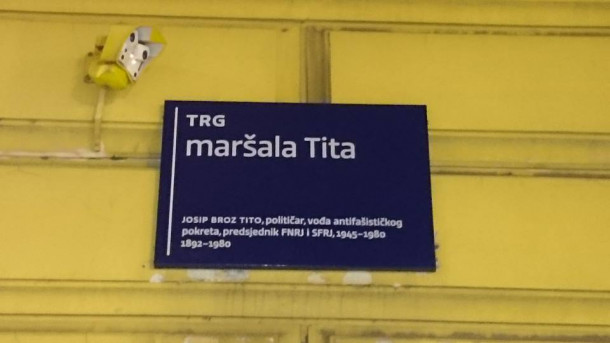 TRG
maršala Tita
JOSIP BROZ TITO, političar, vođa antifašističkog
pokreta, predsjednik FNRJ i SFRJ, 1945–1980
1892–1980